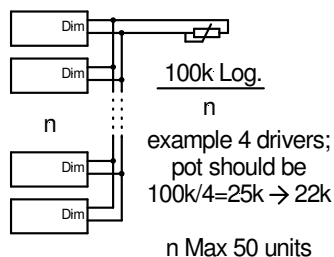 Dim
Dim
100k Log.
n
n
example 4 drivers;
pot should be
100k/4=25k → 22k
Dim
Dim
n Max 50 units